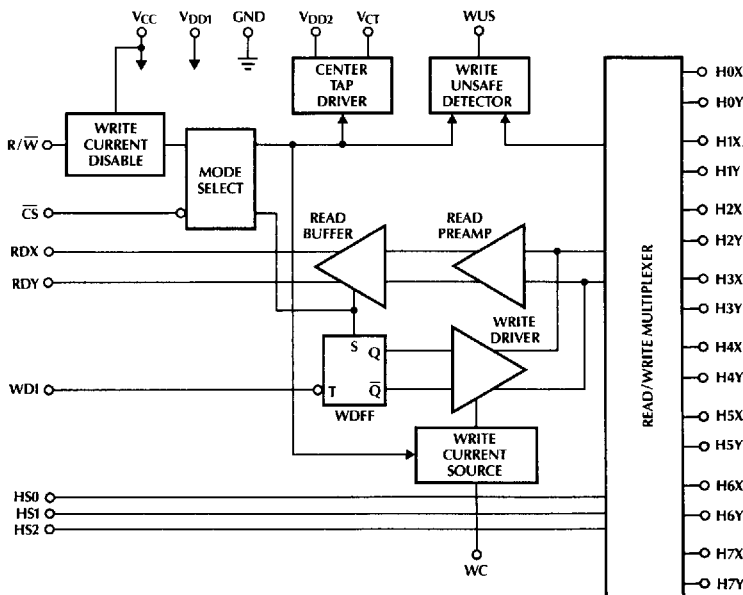 VCC
VDD1
GND
VDD2
VCT
WUS
CENTER
TAP
DRIVER
WRITE
UNSAFE
DETECTOR
R/W̅
WRITE
CURRENT
DISABLE
MODE
SELECT
C̅S̅
RDX
RDY
READ
BUFFER
READ
PREAMP
WRITE
DRIVER
S
Q
T
Q̅
WDFF
WDI
WRITE
CURRENT
SOURCE
HS0
HS1
HS2
WC
READ/WRITE MULTIPLEXER
H0X
H0Y
H1X
H1Y
H2X
H2Y
H3X
H3Y
H4X
H4Y
H5X
H5Y
H6X
H6Y
H7X
H7Y